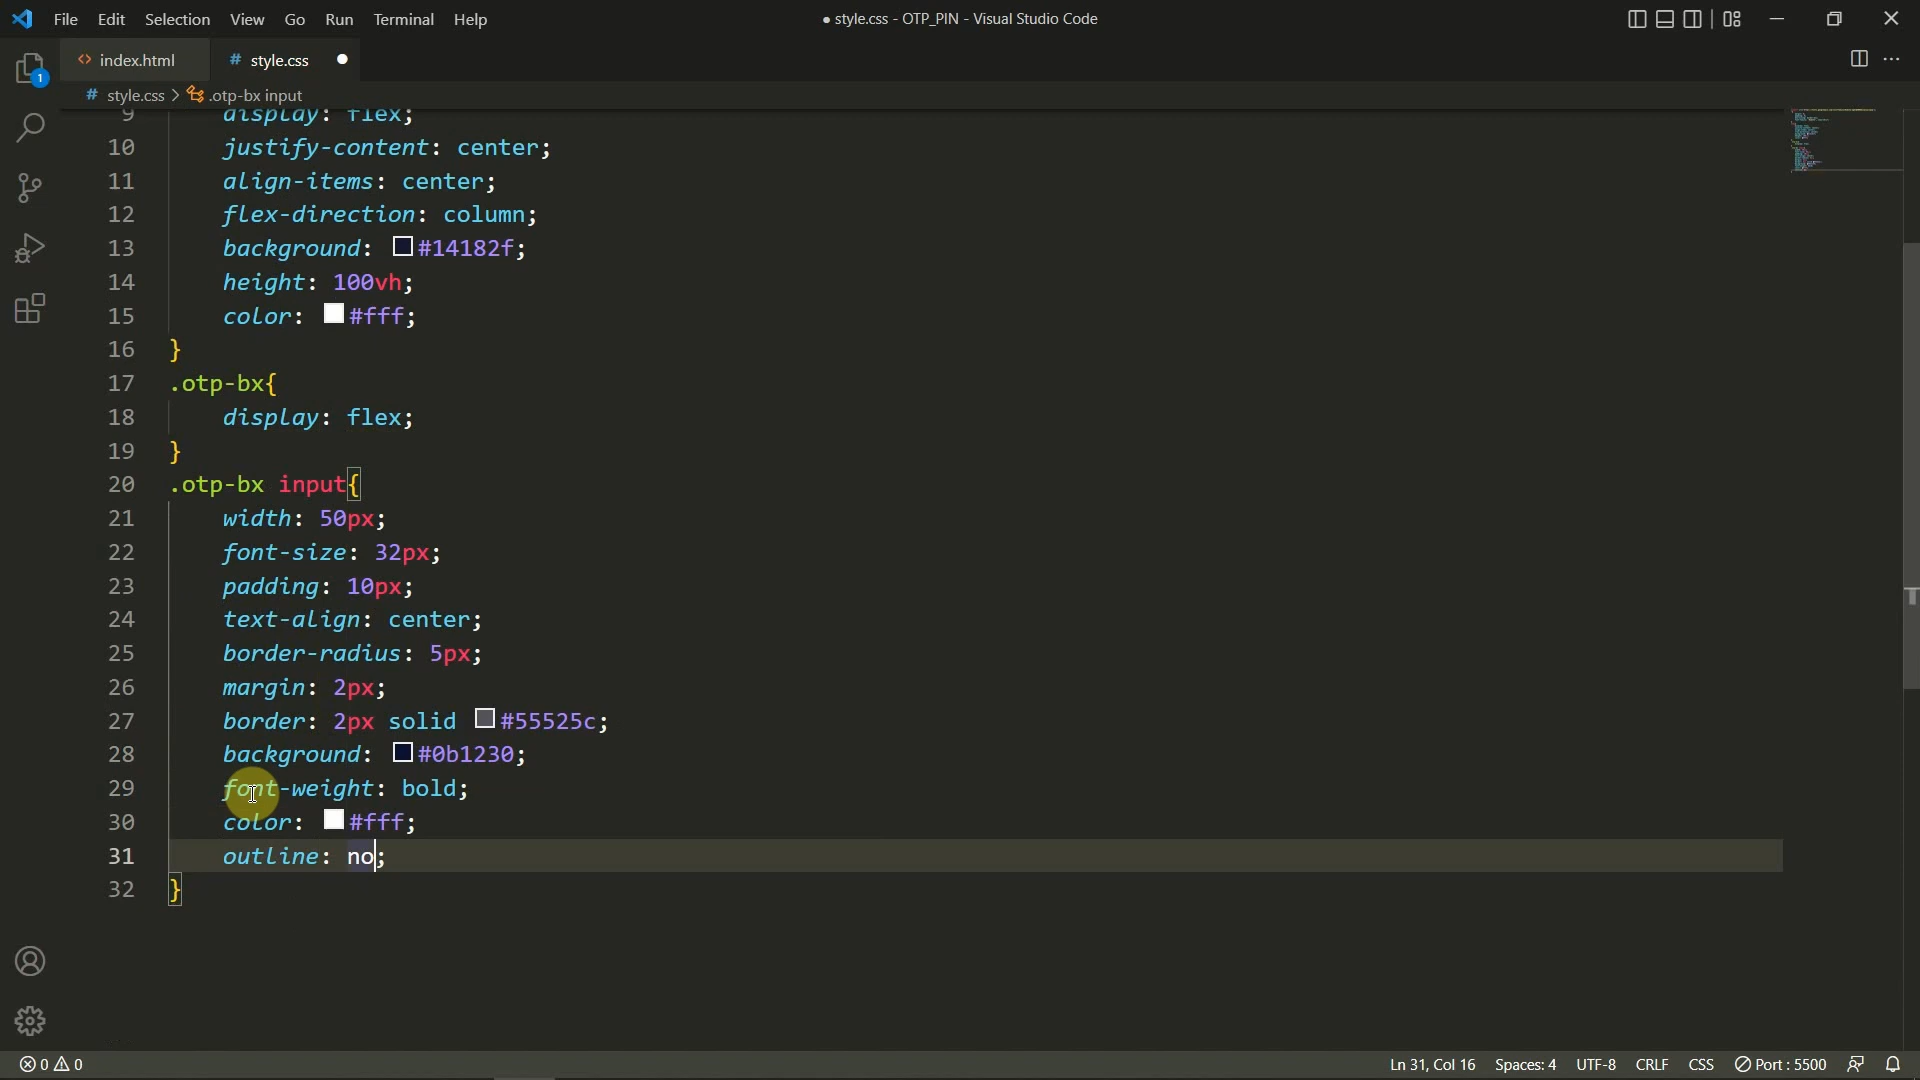 File Edit Selection View Go Run Terminal Help
● style.css - OTP_PIN - Visual Studio Code
<> index.html
# style.css ●
# style.css > .otp-bx input
9 display: flex;
10 justify-content: center;
11 align-items: center;
12 flex-direction: column;
13 background: #14182f;
14 height: 100vh;
15 color: #fff;
16 }
17 .otp-bx{
18 display: flex;
19 }
20 .otp-bx input{
21 width: 50px;
22 font-size: 32px;
23 padding: 10px;
24 text-align: center;
25 border-radius: 5px;
26 margin: 2px;
27 border: 2px solid #55525c;
28 background: #0b1230;
29 font-weight: bold;
30 color: #fff;
31 outline: no;
32 }
1
0 0
Ln 31, Col 16 Spaces: 4 UTF-8 CRLF CSS Port : 5500